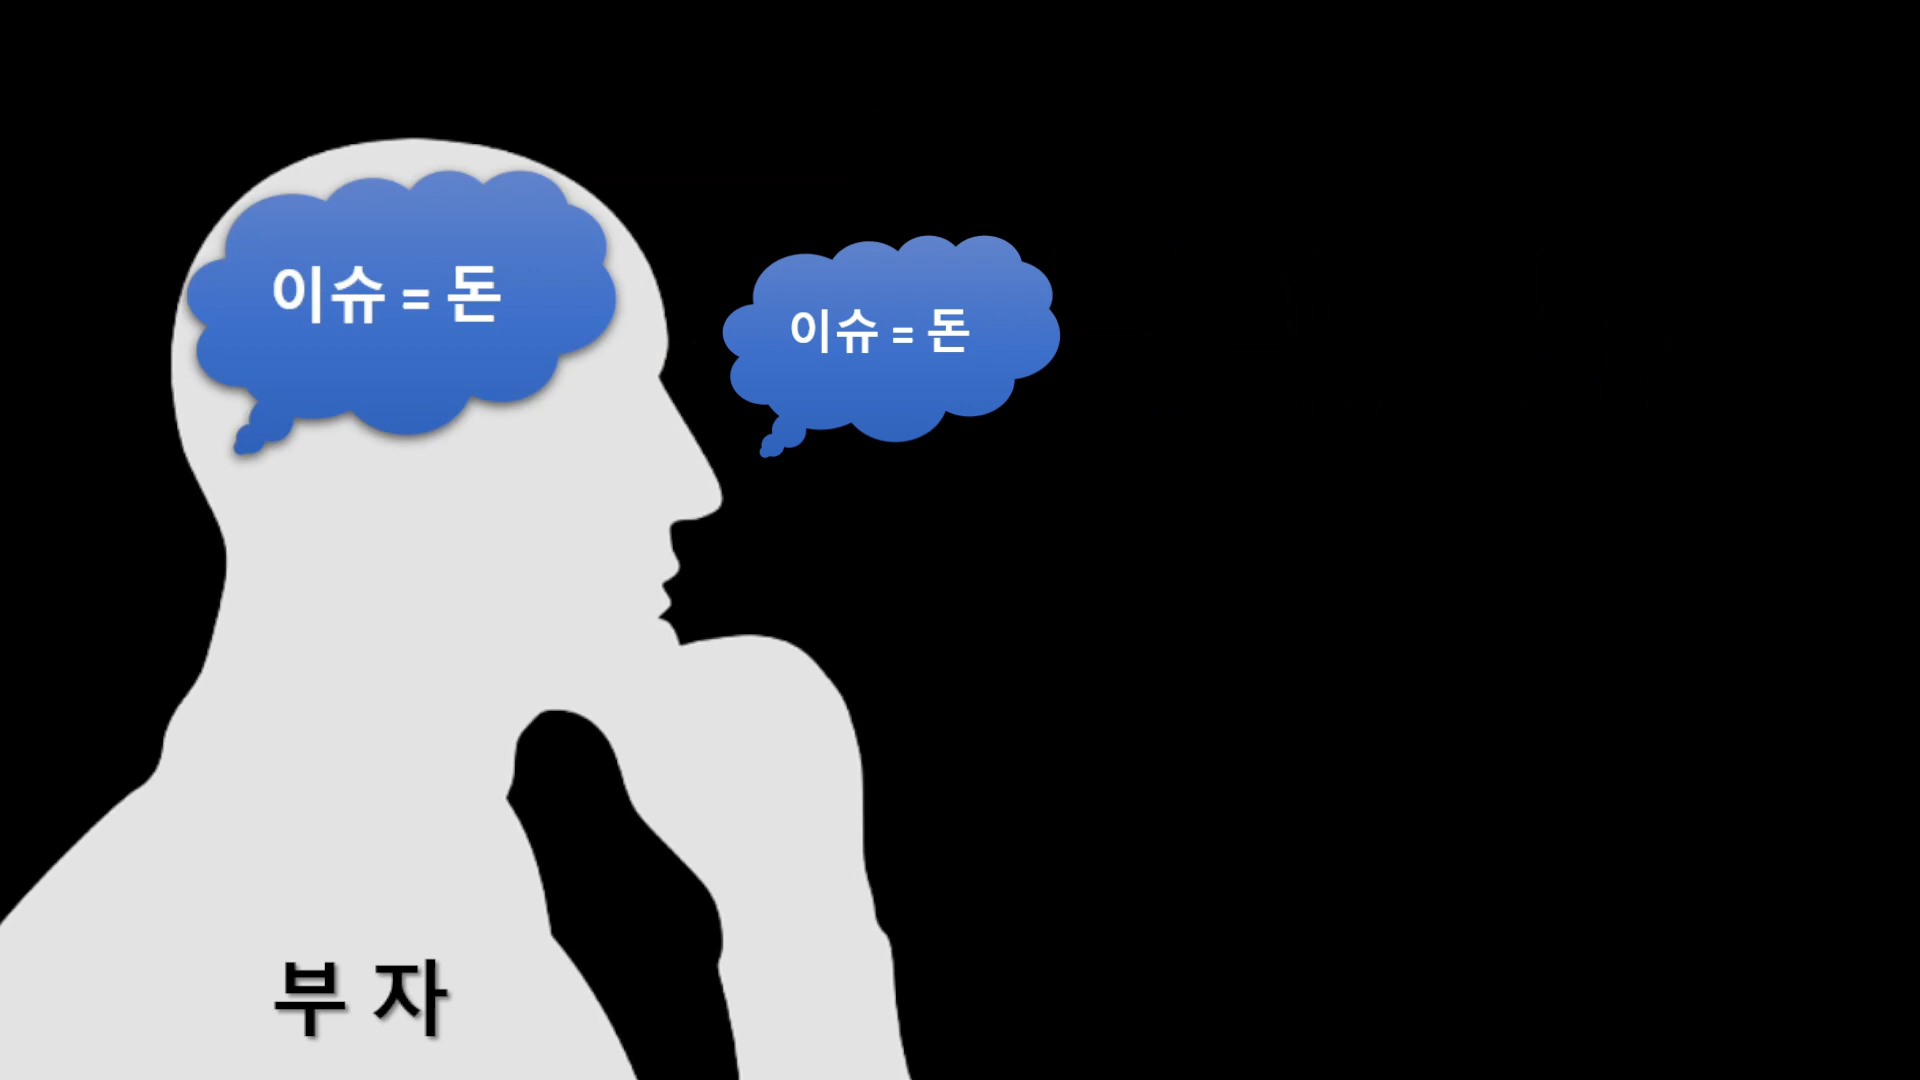 이슈 = 돈
이슈 = 돈
부 자